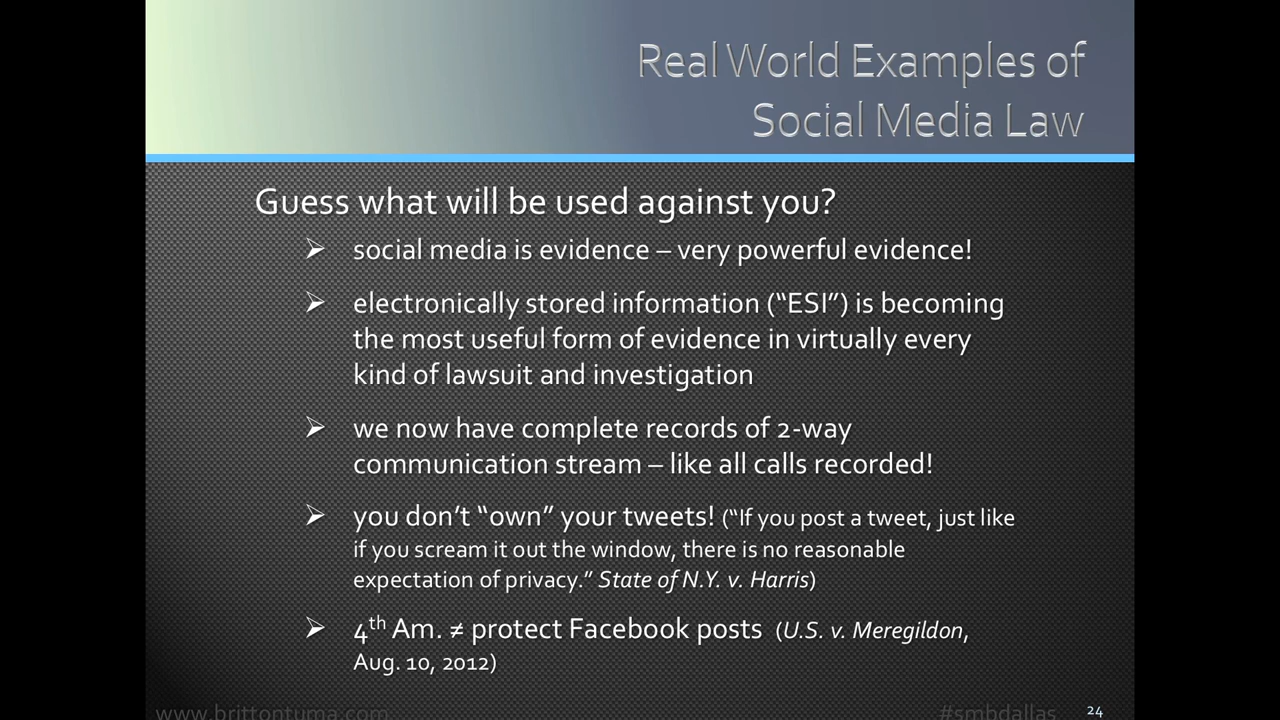 Real World Examples of
Social Media Law
Guess what will be used against you?
➢ social media is evidence – very powerful evidence!
➢ electronically stored information (“ESI”) is becoming
the most useful form of evidence in virtually every
kind of lawsuit and investigation
➢ we now have complete records of 2-way
communication stream – like all calls recorded!
➢ you don’t “own” your tweets! (“If you post a tweet, just like
if you scream it out the window, there is no reasonable
expectation of privacy.” State of N.Y. v. Harris)
➢ 4th Am. ≠ protect Facebook posts (U.S. v. Meregildon,
Aug. 10, 2012)
www.brittontuma.com #smbdallas 24